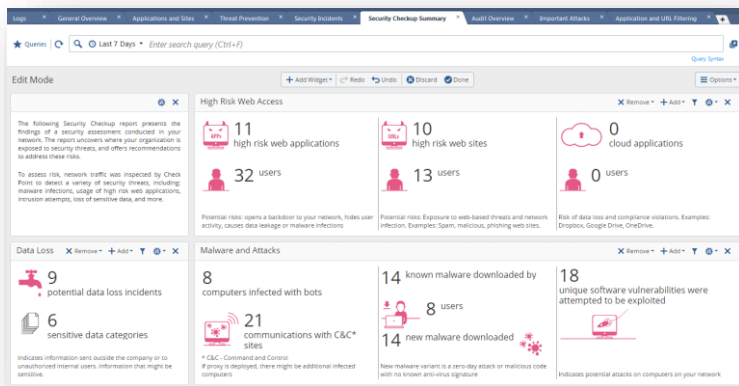 Logs
General Overview
Applications and Sites
Threat Prevention
Security Incidents
Security Checkup Summary
Audit Overview
Important Attacks
Application and URL Filtering
Queries
Last 7 Days
Enter search query (Ctrl+F)
Query Syntax
Edit Mode
Add Widget
Redo
Undo
Discard
Done
Options
The following Security Checkup report presents the
findings of a security assessment conducted in your
network. The report uncovers where your organization is
exposed to security threats, and offers recommendations
to address these risks.
To assess risk, network traffic was inspected by Check
Point to detect a variety of security threats, including:
malware infections, usage of high risk web applications,
intrusion attempts, loss of sensitive data, and more.
High Risk Web Access
Remove
Add
APPs
11
high risk web applications
32 users
Potential risks: opens a backdoor to your network, hides user
activity, causes data leakage or malware infections
URLs
10
high risk web sites
13 users
Potential risks: Exposure to web-based threats and network
infection. Examples: Spam, malicious, phishing web sites.
0
cloud applications
0 users
Risk of data loss and compliance violations. Examples:
Dropbox, Google Drive, OneDrive.
Data Loss
Remove
Add
9
potential data loss incidents
6
sensitive data categories
Indicates information sent outside the company or to
unauthorized internal users. Information that might be
sensitive.
Malware and Attacks
Remove
Add
8
computers infected with bots
21
communications with C&C*
sites
* C&C - Command and Control
If proxy is deployed, there might be additional infected
computers
14 known malware downloaded by
8 users
14 new malware downloaded
New malware variant is a zero-day attack or malicious code
with no known anti-virus signature
18
unique software vulnerabilities were
attempted to be exploited
Indicates potential attacks on computers on your network